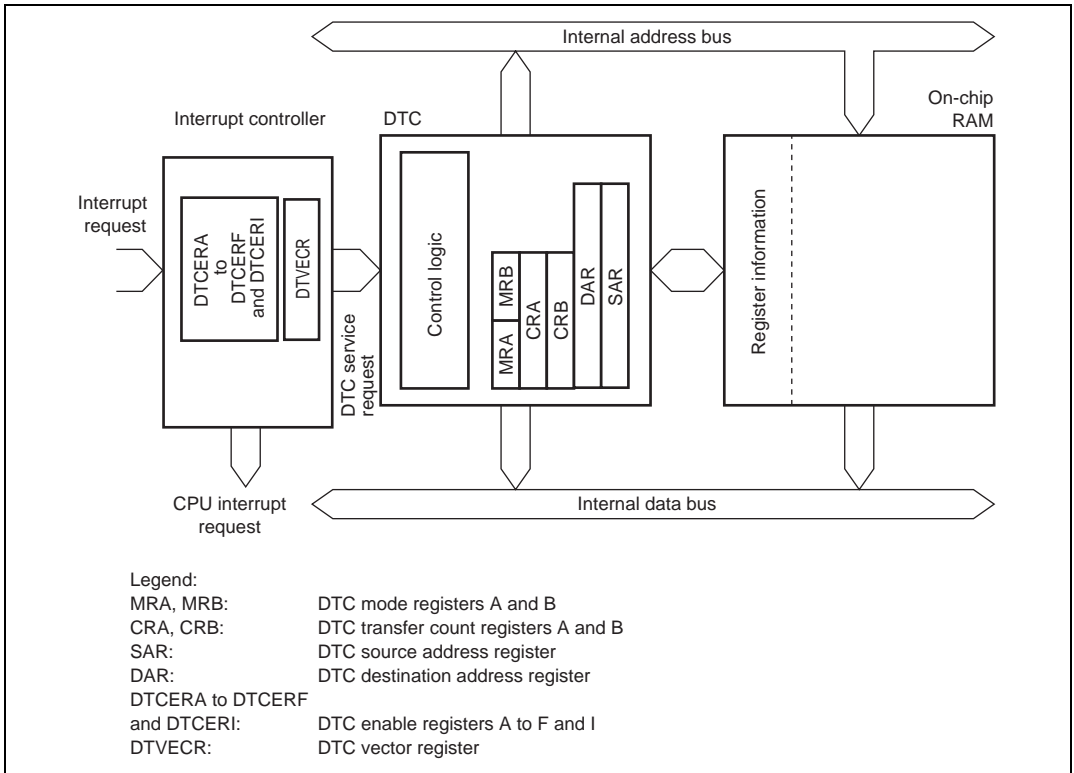 Internal address bus
On-chip
RAM
Interrupt controller
DTC
Interrupt
request
DTCERA
to
DTCERF
and DTCERI
DTVECR
DTC service
request
Control logic
MRA
MRB
CRA
CRB
DAR
SAR
Register information
CPU interrupt
request
Internal data bus
Legend:
MRA, MRB: DTC mode registers A and B
CRA, CRB: DTC transfer count registers A and B
SAR: DTC source address register
DAR: DTC destination address register
DTCERA to DTCERF
and DTCERI: DTC enable registers A to F and I
DTVECR: DTC vector register